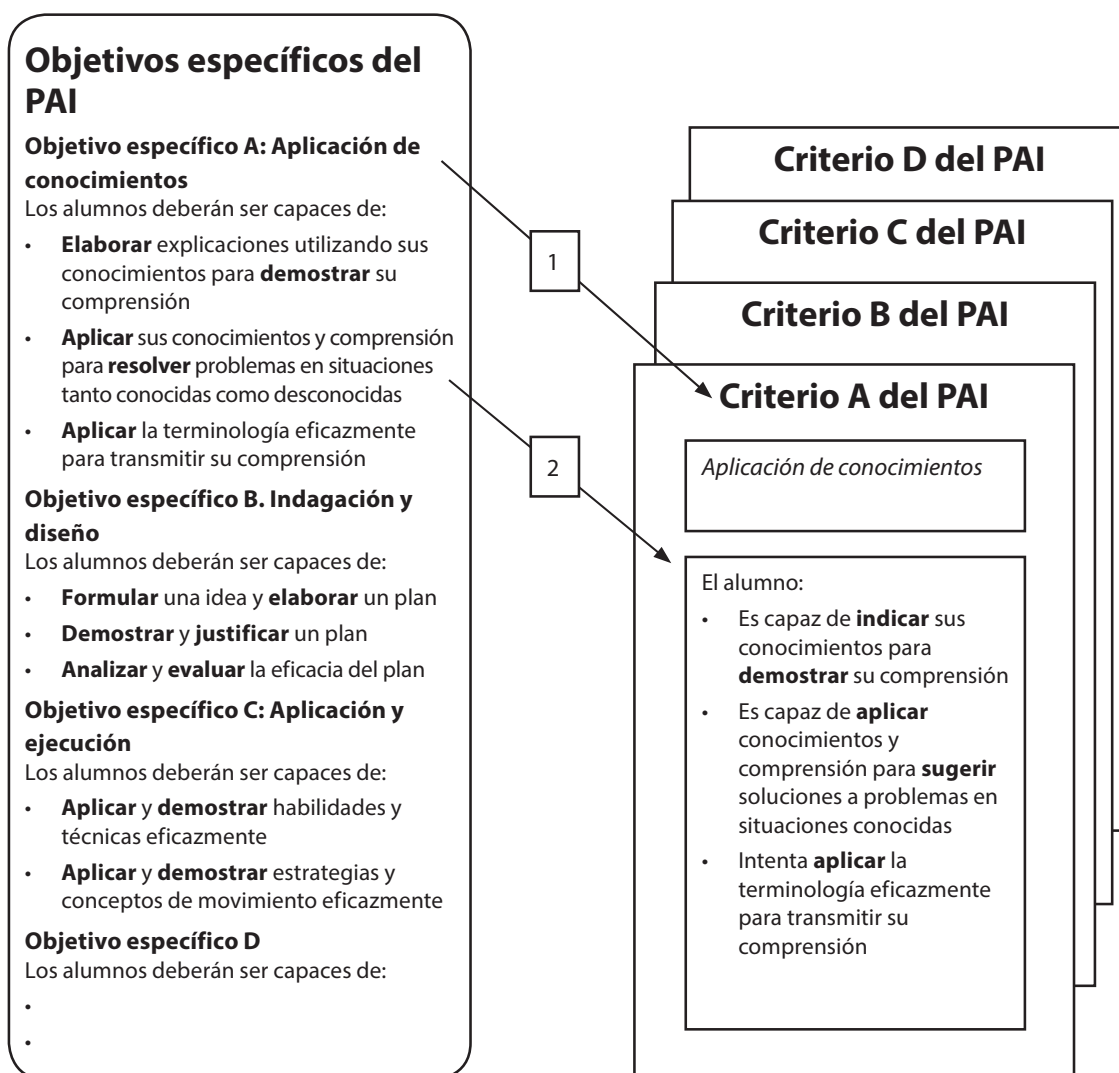 Objetivos específicos del
PAI
Objetivo específico A: Aplicación de
conocimientos
Los alumnos deberán ser capaces de:
• Elaborar explicaciones utilizando sus
conocimientos para demostrar su
comprensión
• Aplicar sus conocimientos y comprensión
para resolver problemas en situaciones
tanto conocidas como desconocidas
• Aplicar la terminología eficazmente
para transmitir su comprensión
Objetivo específico B. Indagación y
diseño
Los alumnos deberán ser capaces de:
• Formular una idea y elaborar un plan
• Demostrar y justificar un plan
• Analizar y evaluar la eficacia del plan
Objetivo específico C: Aplicación y
ejecución
Los alumnos deberán ser capaces de:
• Aplicar y demostrar habilidades y
técnicas eficazmente
• Aplicar y demostrar estrategias y
conceptos de movimiento eficazmente
Objetivo específico D
Los alumnos deberán ser capaces de:
•
•
1
2
Criterio D del PAI
Criterio C del PAI
Criterio B del PAI
Criterio A del PAI
Aplicación de conocimientos
El alumno:
• Es capaz de indicar sus
conocimientos para
demostrar su comprensión
• Es capaz de aplicar
conocimientos y
comprensión para sugerir
soluciones a problemas en
situaciones conocidas
• Intenta aplicar la
terminología eficazmente
para transmitir su
comprensión